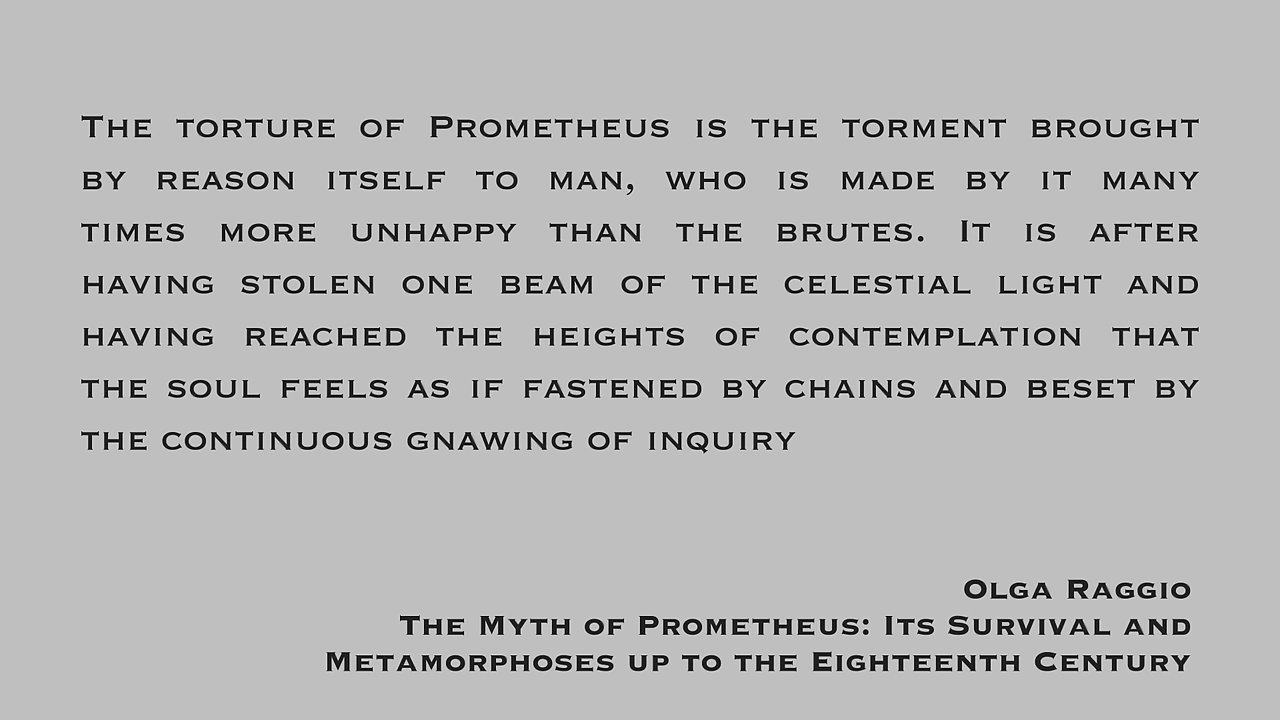 The torture of Prometheus is the torment brought
by reason itself to man, who is made by it many
times more unhappy than the brutes. It is after
having stolen one beam of the celestial light and
having reached the heights of contemplation that
the soul feels as if fastened by chains and beset by
the continuous gnawing of inquiry
Olga Raggio
The Myth of Prometheus: Its Survival and
Metamorphoses up to the Eighteenth Century